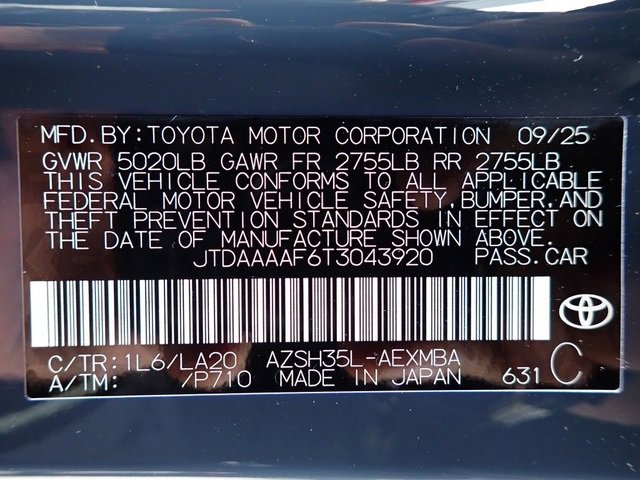 MFD.BY:TOYOTA MOTOR CORPORATION 09/25
GVWR 5020LB GAWR FR 2755LB RR 2755LB
THIS VEHICLE CONFORMS TO ALL APPLICABLE
FEDERAL MOTOR VEHICLE SAFETY,BUMPER,AND
THEFT PREVENTION STANDARDS IN EFFECT ON
THE DATE OF MANUFACTURE SHOWN ABOVE.
JTDAAAAF6T3043920 PASS.CAR
C/TR:1L6/LA20 AZSH35L-AEXMBA
A/TM: /P710 MADE IN JAPAN 631 C